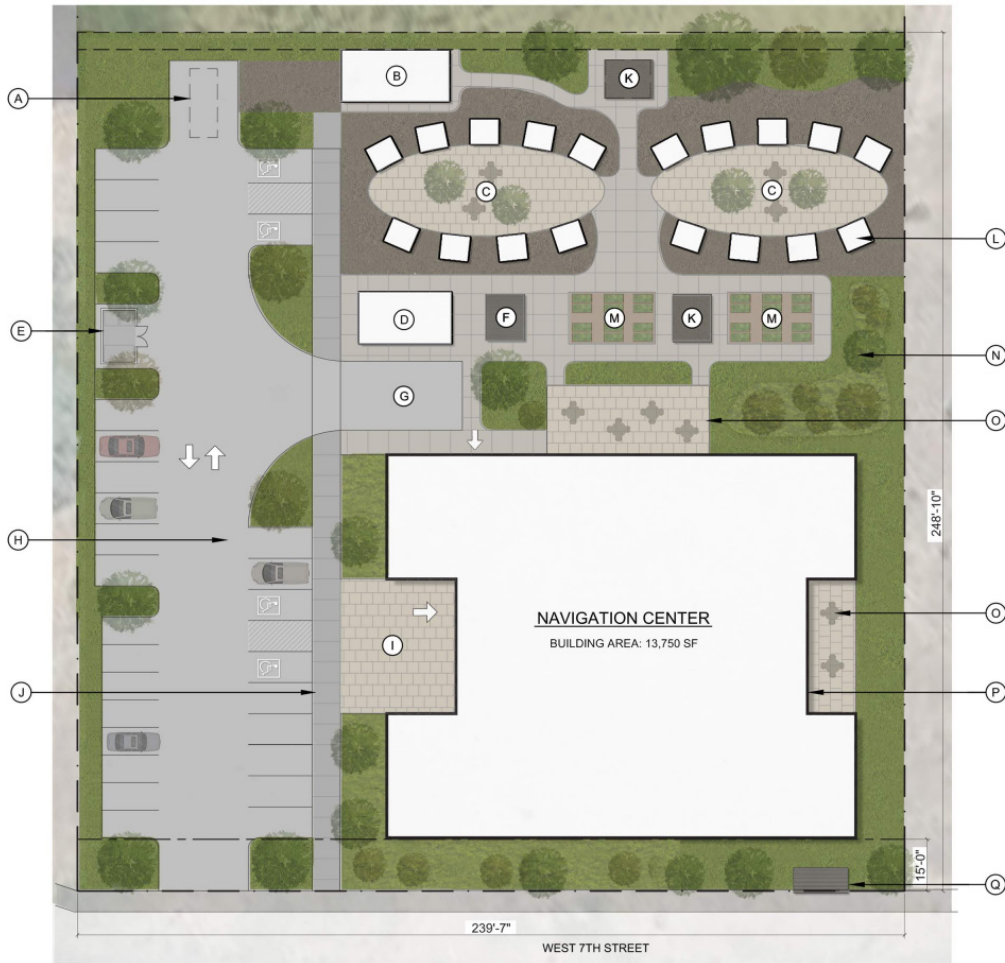 A
B
K
C
C
L
E
D
F
M
K
M
N
G
O
H
NAVIGATION CENTER
BUILDING AREA: 13,750 SF
248'-10"
O
I
J
P
15'-0"
Q
239'-7"
WEST 7TH STREET